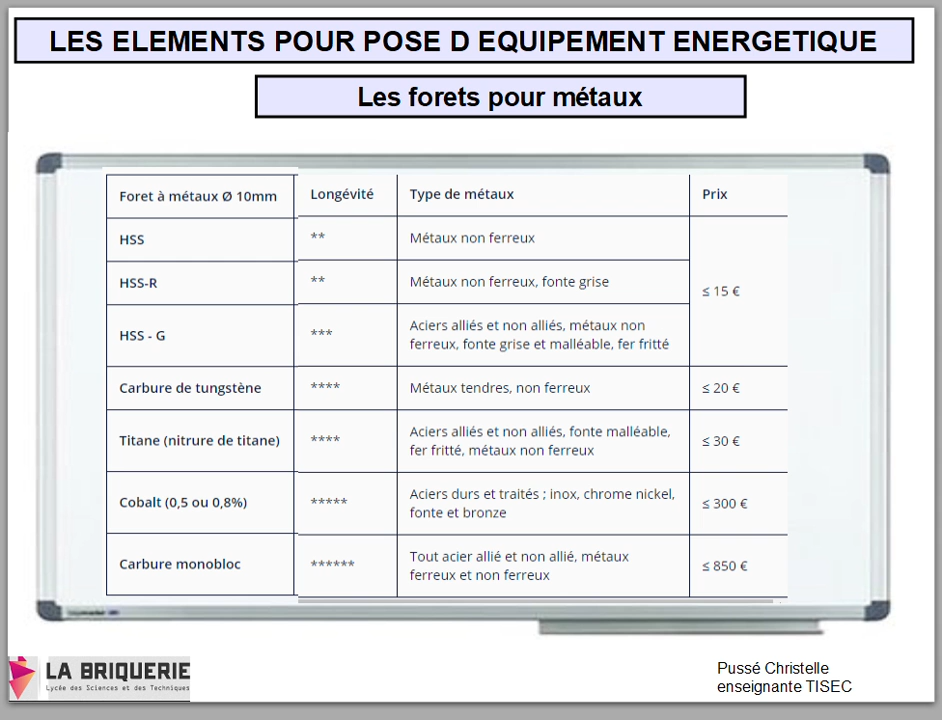 LES ELEMENTS POUR POSE D EQUIPEMENT ENERGETIQUE
Les forets pour métaux
Foret à métaux Ø 10mm Longévité Type de métaux Prix
HSS ** Métaux non ferreux
HSS-R ** Métaux non ferreux, fonte grise
≤ 15 €
HSS - G *** Aciers alliés et non alliés, métaux non
ferreux, fonte grise et malléable, fer fritté
Carbure de tungstène **** Métaux tendres, non ferreux ≤ 20 €
Titane (nitrure de titane) **** Aciers alliés et non alliés, fonte malléable,
fer fritté, métaux non ferreux ≤ 30 €
Cobalt (0,5 ou 0,8%) ***** Aciers durs et traités ; inox, chrome nickel,
fonte et bronze ≤ 300 €
Carbure monobloc ****** Tout acier allié et non allié, métaux
ferreux et non ferreux ≤ 850 €
LA BRIQUERIE
Lycée des Sciences et des Techniques
Pussé Christelle
enseignante TISEC